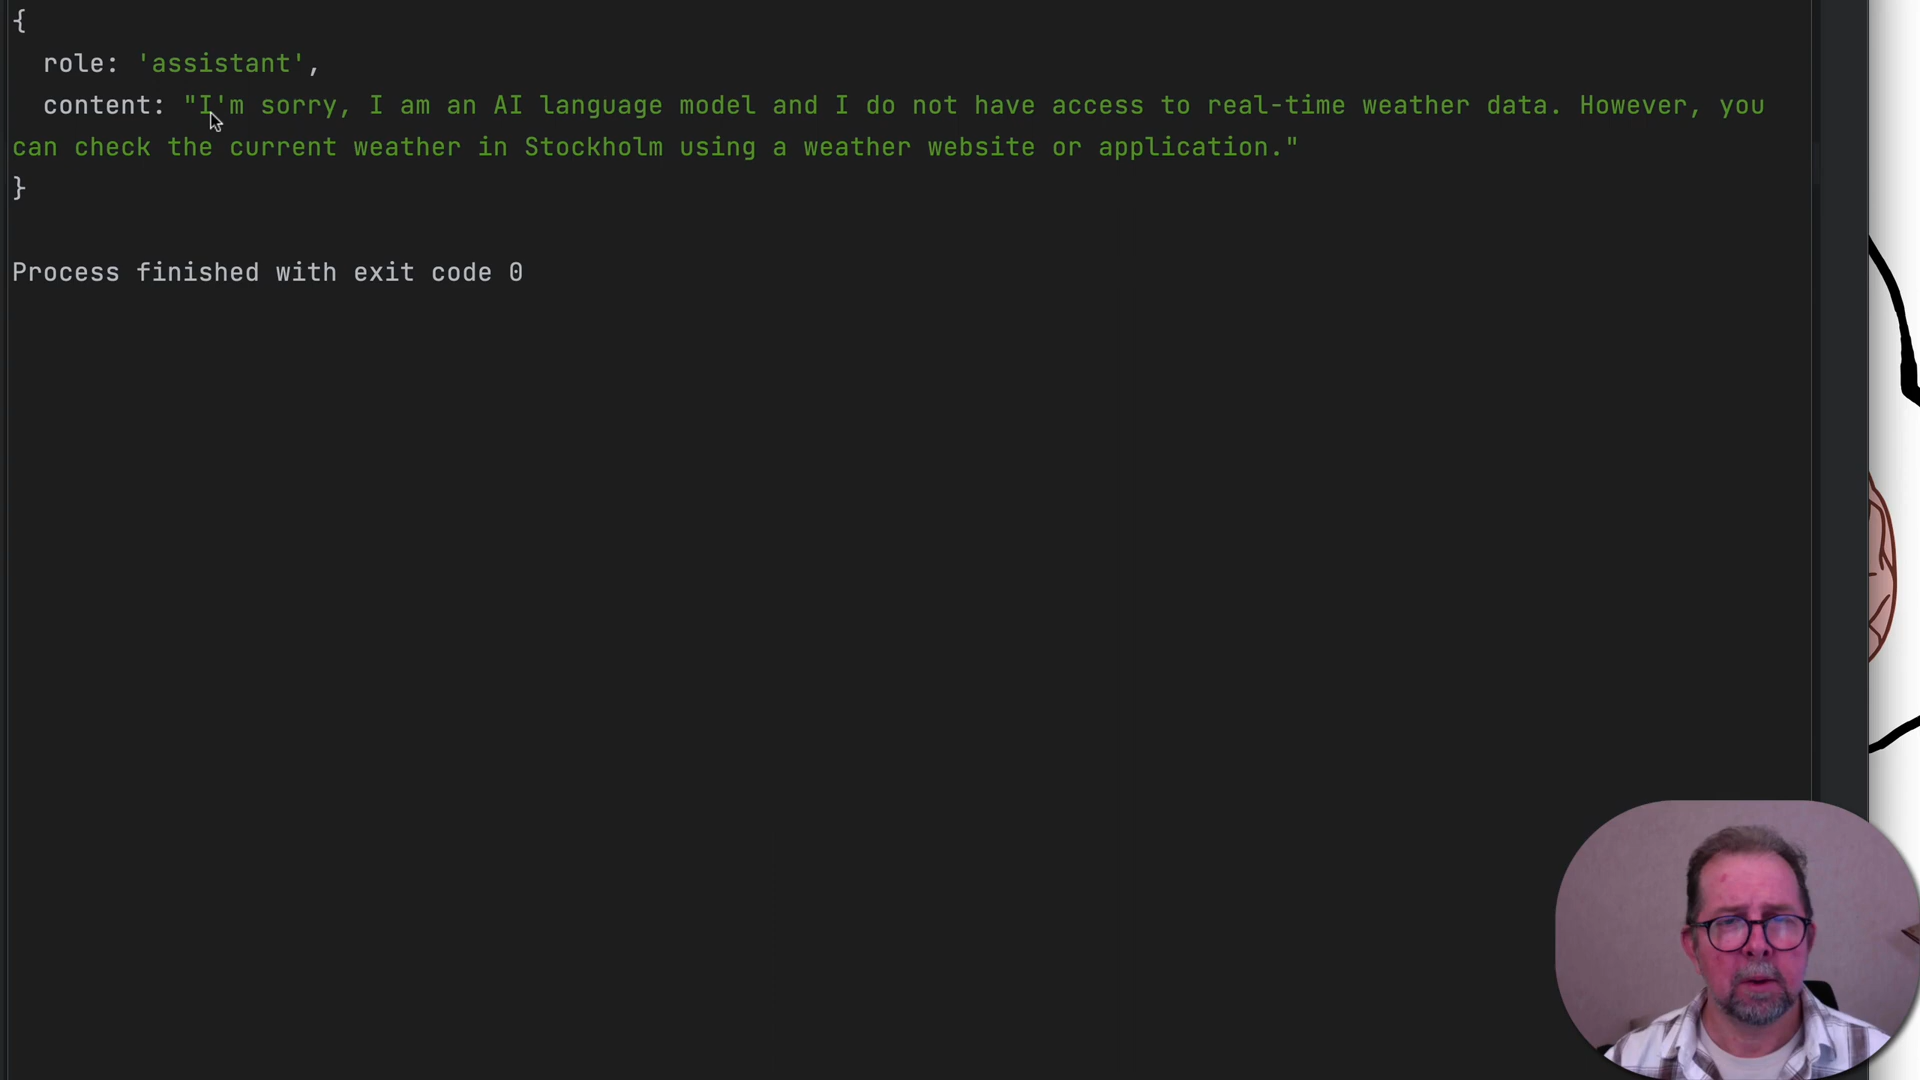 {
role: 'assistant',
content: "I'm sorry, I am an AI language model and I do not have access to real-time weather data. However, you
can check the current weather in Stockholm using a weather website or application."
}
Process finished with exit code 0